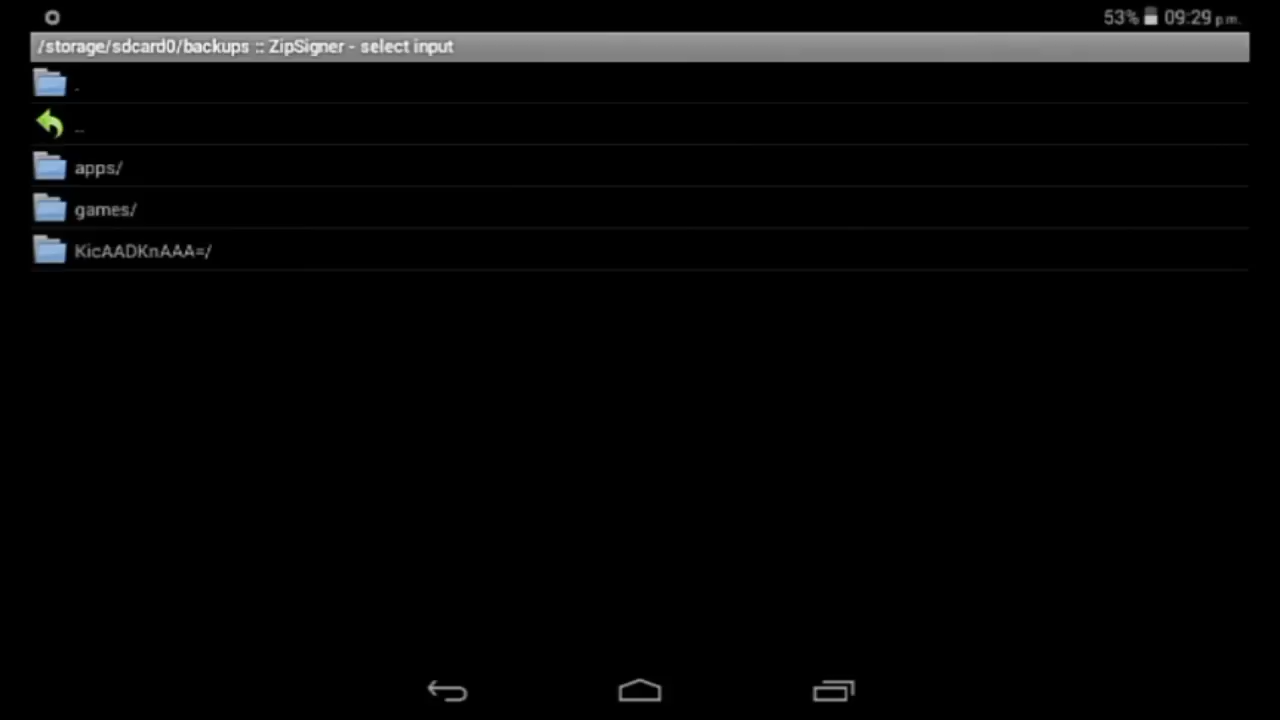 53% 09:29 p.m.
/storage/sdcard0/backups :: ZipSigner - select input
.
..
apps/
games/
KicAADKnAAA=/